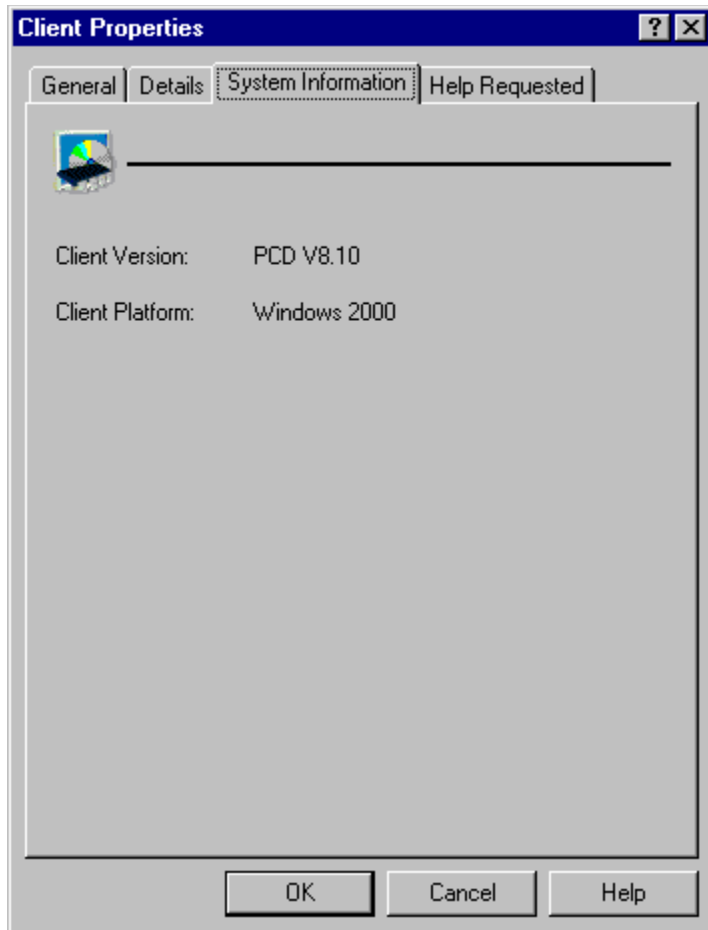 Client Properties
General Details System Information Help Requested
Client Version: PCD V8.10
Client Platform: Windows 2000
OK Cancel Help